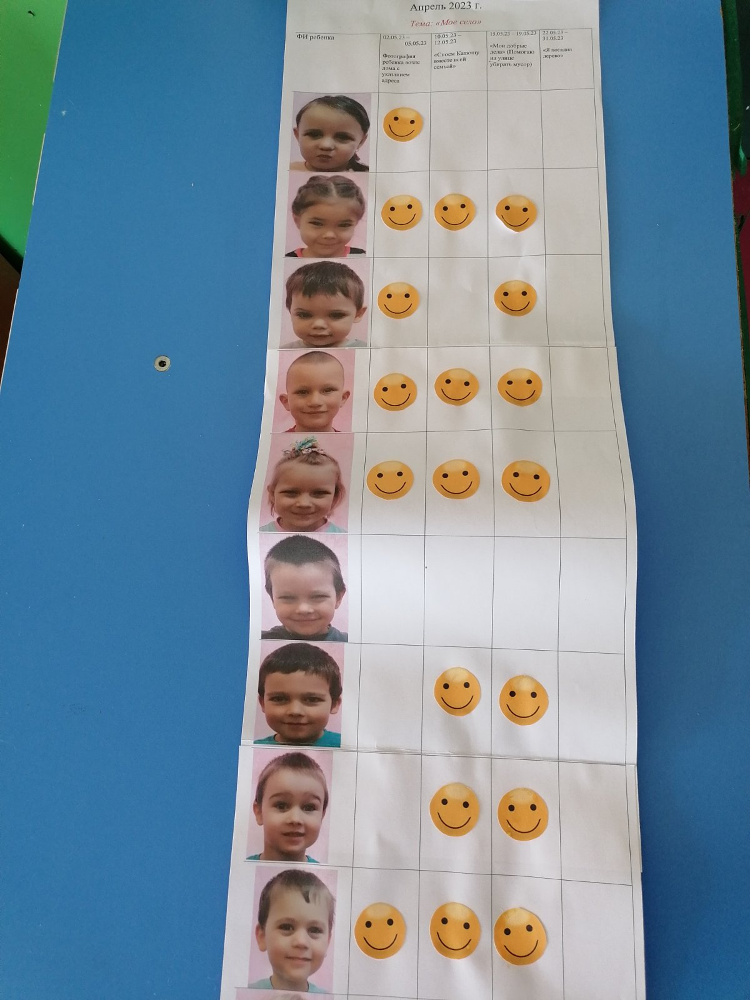 Апрель 2023 г.
Тема: «Мое село»
ФИ ребенка
02.05.23 –
05.05.23
Фотография
ребенка возле
дома с
указанием
адреса
10.05.23 –
12.05.23
«Споем Катюшу
вместе всей
семьей»
15.05.23 – 19.05.23
«Мои добрые
дела» (Помогаю
на улице
убирать мусор)
22.05.23 –
31.05.23
«Я посадил
дерево»